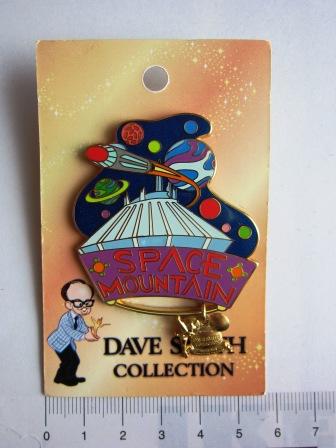 SPACE
MOUNTAIN
DAVE SMITH
COLLECTION
0 1 2 3 4 5 6 7